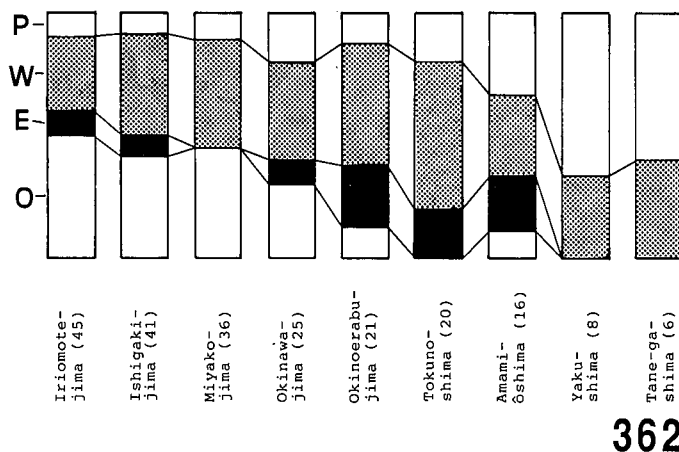 P
W
E
O
Iriomote-
jima (45)
Ishigaki-
jima (41)
Miyako-
jima (36)
Okinawa-
jima (25)
Okinoerabu-
jima (21)
Tokuno-
shima (20)
Amami-
ôshima (16)
Yaku-
shima (8)
Tane-ga-
shima (6)
362